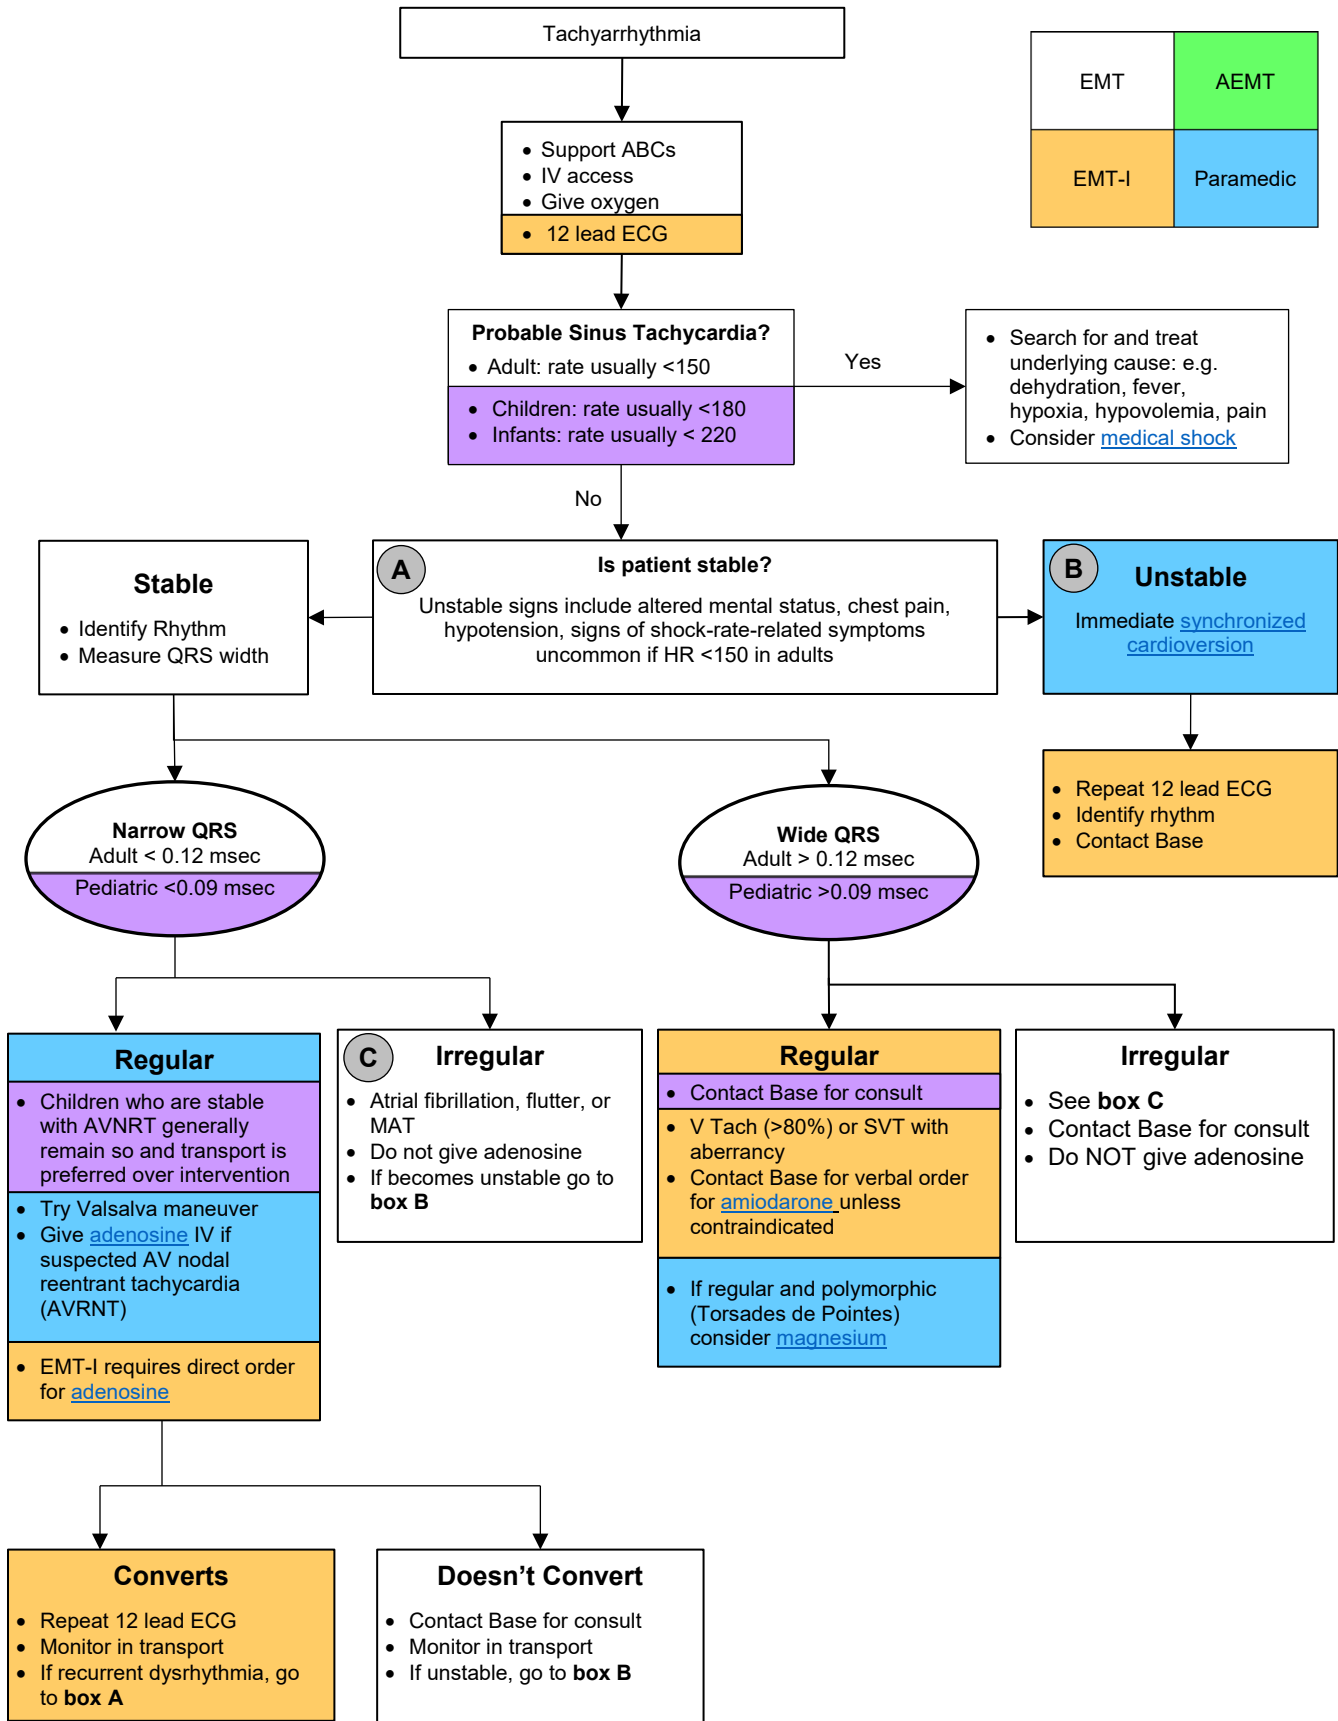 Tachyarrhythmia
EMT
AEMT
EMT-I
Paramedic
• Support ABCs
• IV access
• Give oxygen
• 12 lead ECG
Probable Sinus Tachycardia?
• Adult: rate usually <150
• Children: rate usually <180
• Infants: rate usually < 220
Yes
• Search for and treat
underlying cause: e.g.
dehydration, fever,
hypoxia, hypovolemia, pain
• Consider medical shock
No
Stable
• Identify Rhythm
• Measure QRS width
A
Is patient stable?
Unstable signs include altered mental status, chest pain,
hypotension, signs of shock-rate-related symptoms
uncommon if HR <150 in adults
B
Unstable
Immediate synchronized
cardioversion
• Repeat 12 lead ECG
• Identify rhythm
• Contact Base
Narrow QRS
Adult < 0.12 msec
Pediatric <0.09 msec
Wide QRS
Adult > 0.12 msec
Pediatric >0.09 msec
Regular
• Children who are stable
with AVNRT generally
remain so and transport is
preferred over intervention
• Try Valsalva maneuver
• Give adenosine IV if
suspected AV nodal
reentrant tachycardia
(AVRNT)
• EMT-I requires direct order
for adenosine
C
Irregular
• Atrial fibrillation, flutter, or
MAT
• Do not give adenosine
• If becomes unstable go to
box B
Regular
• Contact Base for consult
• V Tach (>80%) or SVT with
aberrancy
• Contact Base for verbal order
for amiodarone unless
contraindicated
• If regular and polymorphic
(Torsades de Pointes)
consider magnesium
Irregular
• See box C
• Contact Base for consult
• Do NOT give adenosine
Converts
• Repeat 12 lead ECG
• Monitor in transport
• If recurrent dysrhythmia, go
to box A
Doesn't Convert
• Contact Base for consult
• Monitor in transport
• If unstable, go to box B